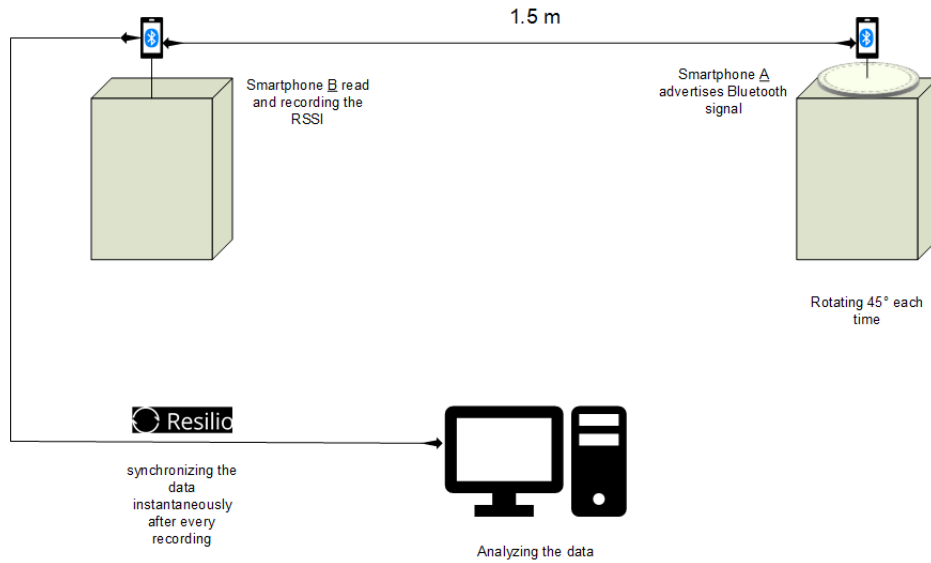 1.5 m
Smartphone B read
and recording the
RSSI
Smartphone A
advertises Bluetooth
signal
Rotating 45° each
time
Resilio
synchronizing the
data
instantaneously
after every
recording
Analyzing the data